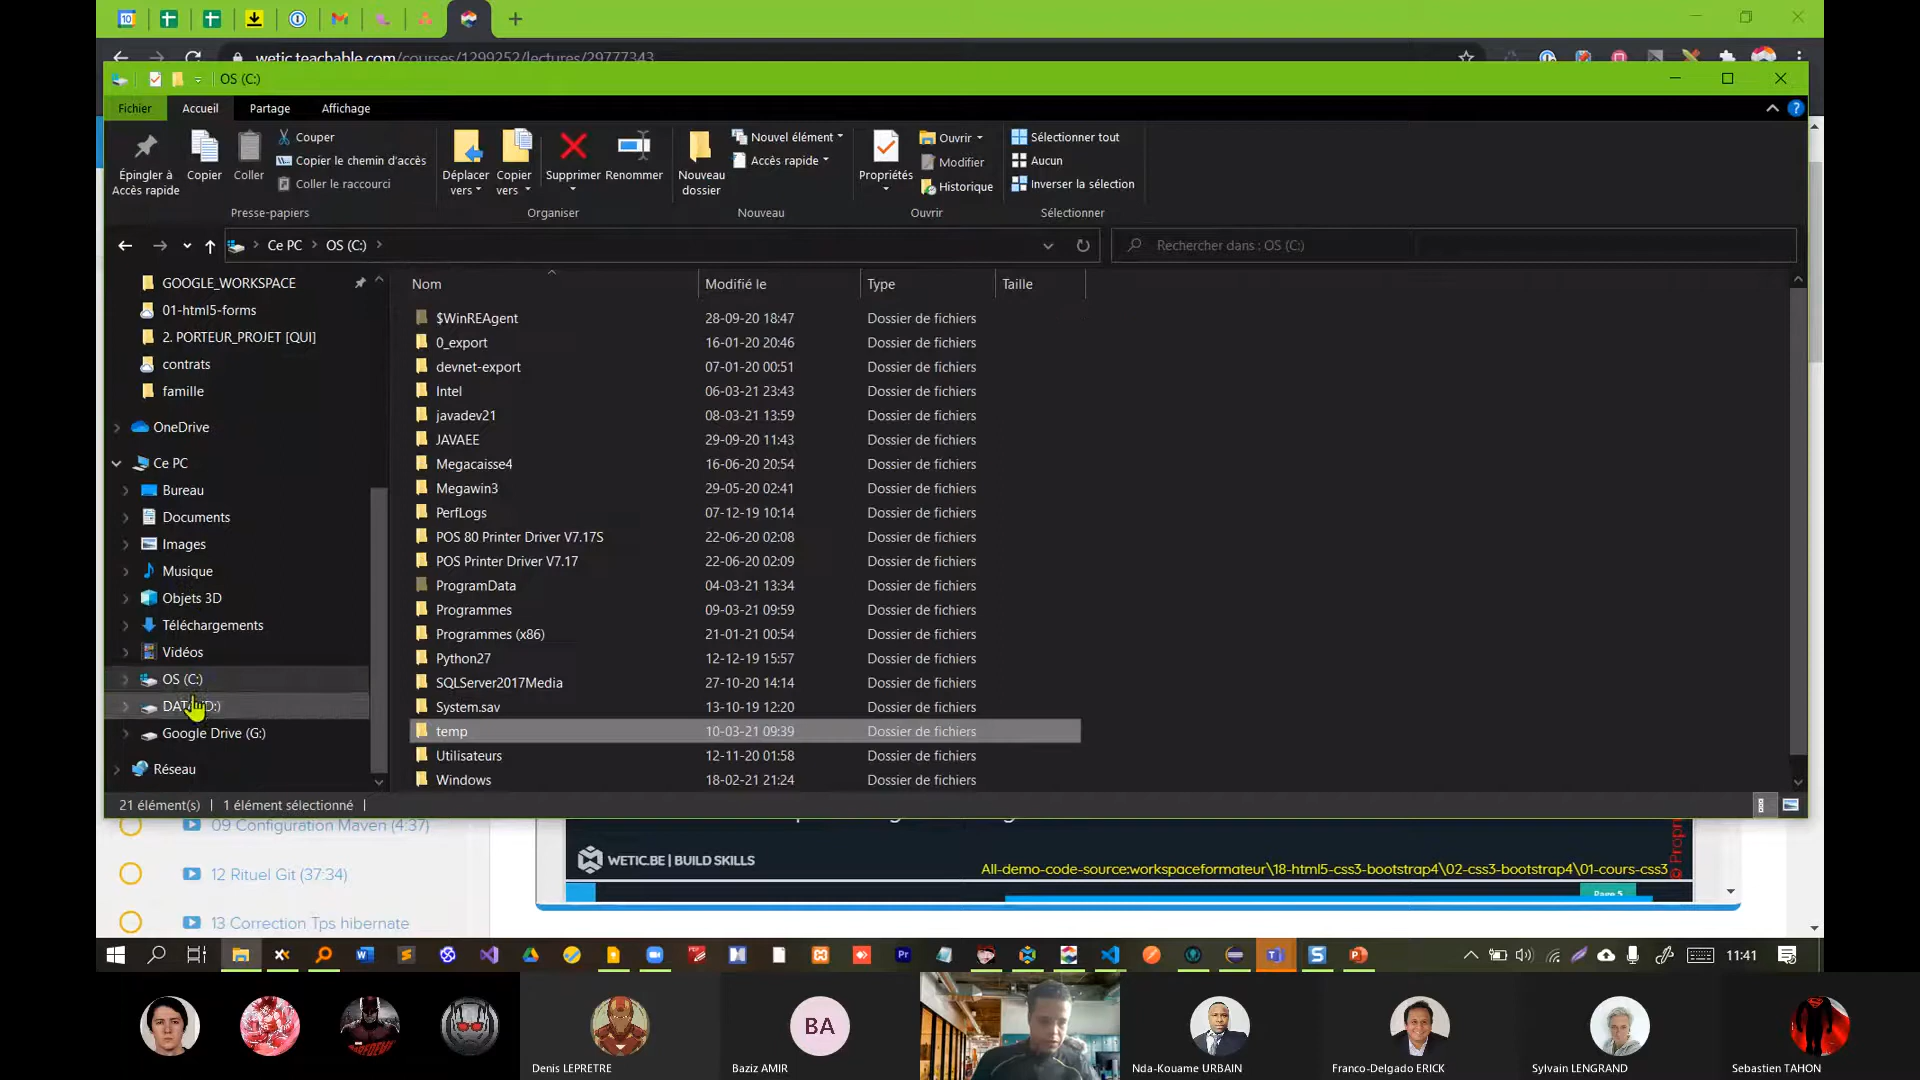 wetic.teachable.com/courses/1299252/lectures/29777343
OS (C:)
Fichier Accueil Partage Affichage
Épingler à Accès rapide
Copier
Coller
Couper
Copier le chemin d'accès
Coller le raccourci
Presse-papiers
Déplacer vers
Copier vers
Supprimer
Renommer
Organiser
Nouveau dossier
Nouvel élément
Accès rapide
Nouveau
Propriétés
Ouvrir
Modifier
Historique
Ouvrir
Sélectionner tout
Aucun
Inverser la sélection
Sélectionner
Ce PC OS (C:)
Rechercher dans : OS (C:)
GOOGLE_WORKSPACE
01-html5-forms
2. PORTEUR_PROJET [QUI]
contrats
famille
OneDrive
Ce PC
Bureau
Documents
Images
Musique
Objets 3D
Téléchargements
Vidéos
OS (C:)
Google Drive (G:)
Réseau
Nom Modifié le Type Taille
$WinREAgent 28-09-20 18:47 Dossier de fichiers
0_export 16-01-20 20:46 Dossier de fichiers
devnet-export 07-01-20 00:51 Dossier de fichiers
Intel 06-03-21 23:43 Dossier de fichiers
javadev21 08-03-21 13:59 Dossier de fichiers
JAVAEE 29-09-20 11:43 Dossier de fichiers
Megacaisse4 16-06-20 20:54 Dossier de fichiers
Megawin3 29-05-20 02:41 Dossier de fichiers
PerfLogs 07-12-19 10:14 Dossier de fichiers
POS 80 Printer Driver V7.17S 22-06-20 02:08 Dossier de fichiers
POS Printer Driver V7.17 22-06-20 02:09 Dossier de fichiers
ProgramData 04-03-21 13:34 Dossier de fichiers
Programmes 09-03-21 09:59 Dossier de fichiers
Programmes (x86) 21-01-21 00:54 Dossier de fichiers
Python27 12-12-19 15:57 Dossier de fichiers
SQLServer2017Media 27-10-20 14:14 Dossier de fichiers
System.sav 13-10-19 12:20 Dossier de fichiers
temp 10-03-21 09:39 Dossier de fichiers
Utilisateurs 12-11-20 01:58 Dossier de fichiers
Windows 18-02-21 21:24 Dossier de fichiers
21 élément(s) 1 élément sélectionné
09 Configuration Maven (4:37)
12 Rituel Git (37:34)
13 Correction Tps hibernate
WETIC.BE | BUILD SKILLS
All-demo-code-source:workspaceformateur\18-html5-css3-bootstrap4\02-css3-bootstrap4\01-cours-css3
© Propri
Page 5
11:41
BA
Denis LEPRETRE
Baziz AMIR
Nda-Kouame URBAIN
Franco-Delgado ERICK
Sylvain LENGRAND
Sebastien TAHON